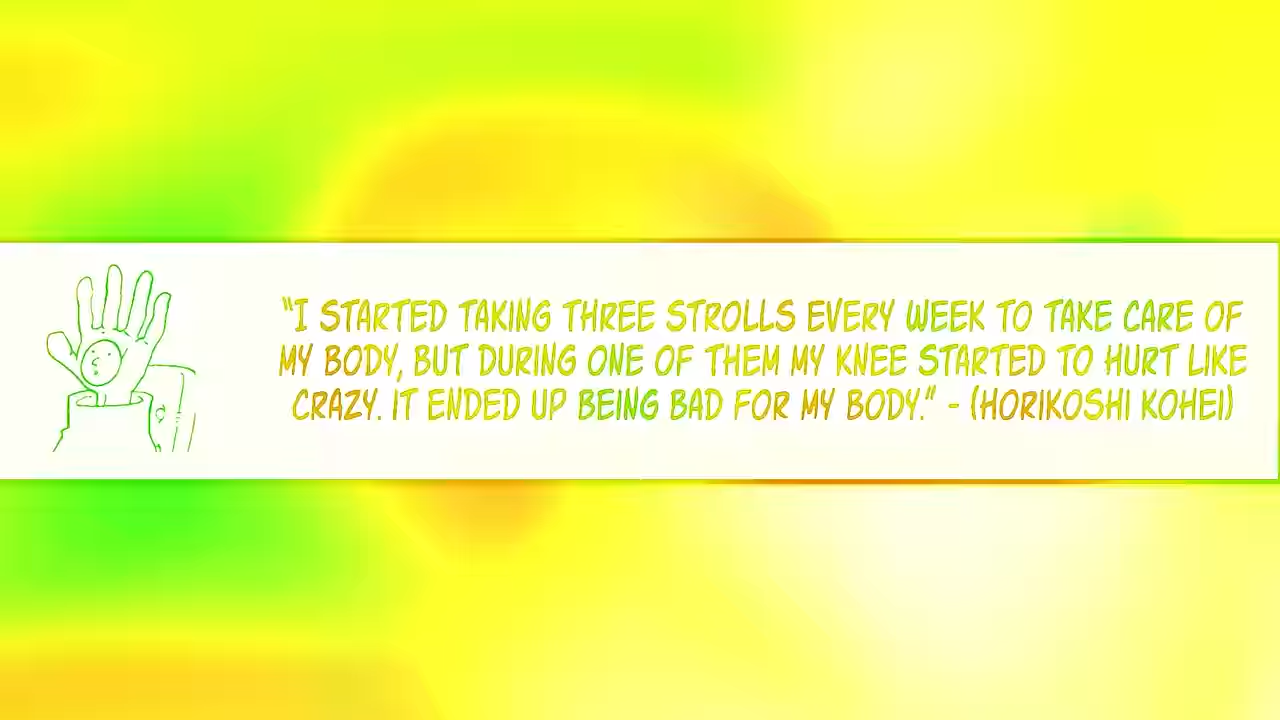 "I STARTED TAKING THREE STROLLS EVERY WEEK TO TAKE CARE OF
MY BODY, BUT DURING ONE OF THEM MY KNEE STARTED TO HURT LIKE
CRAZY. IT ENDED UP BEING BAD FOR MY BODY." - (HORIKOSHI KOHEI)